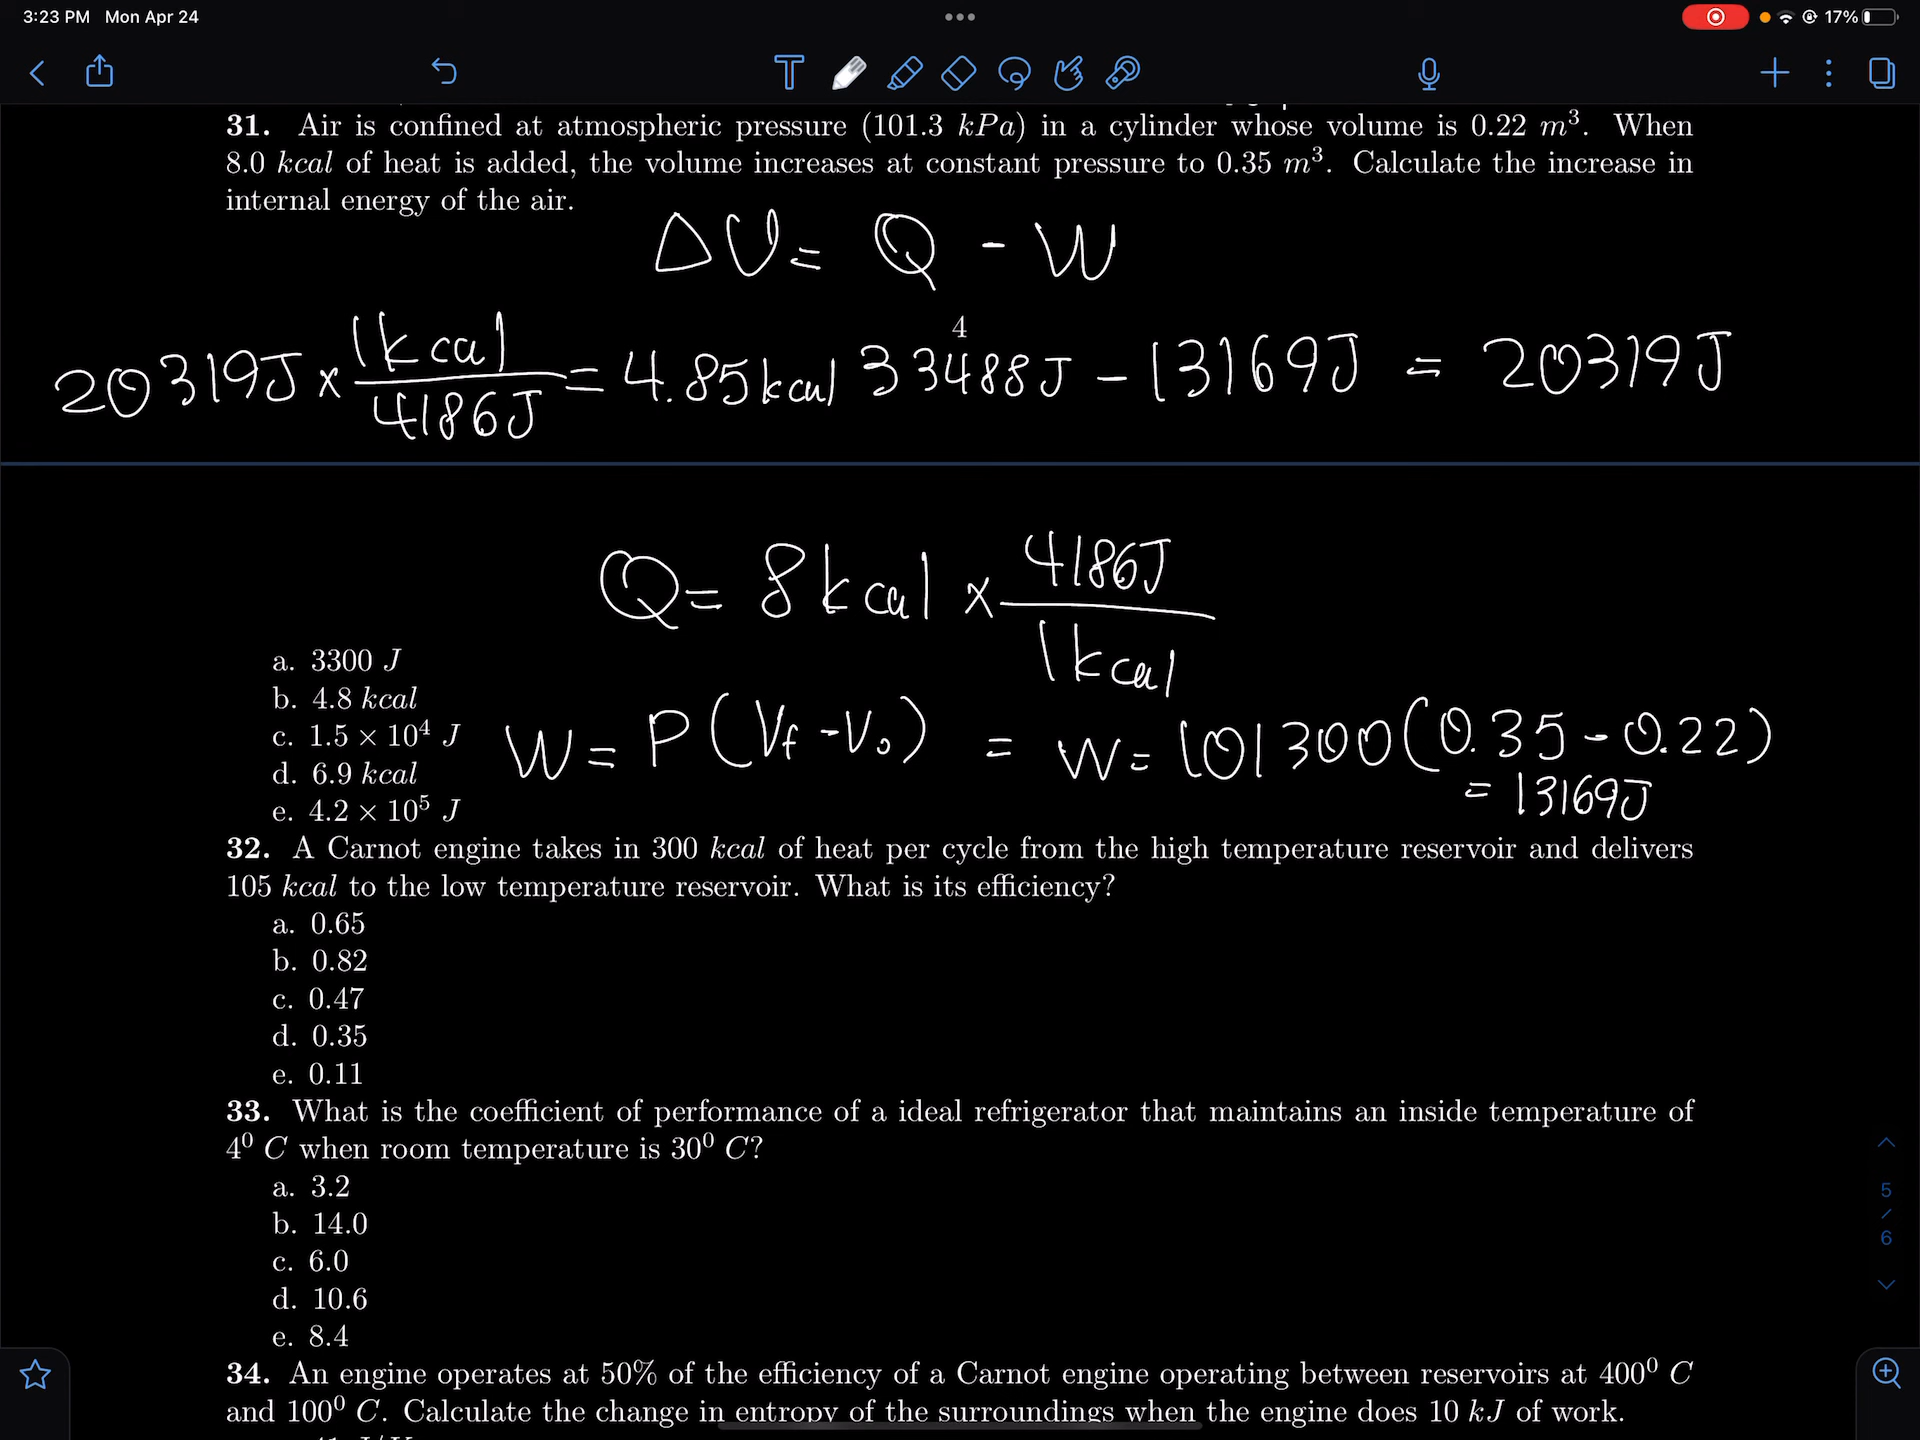 3:23 PM Mon Apr 24
17%
31. Air is confined at atmospheric pressure (101.3 kPa) in a cylinder whose volume is 0.22 m³. When
8.0 kcal of heat is added, the volume increases at constant pressure to 0.35 m³. Calculate the increase in
internal energy of the air.
ΔU = Q - W
4
20319J × 1kcal / 4186J = 4.85kcal 33488J - 13169J = 20319J
Q = 8kcal × 4186J / 1kcal
a. 3300 J
b. 4.8 kcal
c. 1.5 × 10⁴ J
d. 6.9 kcal
e. 4.2 × 10⁵ J
W = P(Vf - V₀) = W = 101300(0.35 - 0.22)
= 13169J
32. A Carnot engine takes in 300 kcal of heat per cycle from the high temperature reservoir and delivers
105 kcal to the low temperature reservoir. What is its efficiency?
a. 0.65
b. 0.82
c. 0.47
d. 0.35
e. 0.11
33. What is the coefficient of performance of a ideal refrigerator that maintains an inside temperature of
4⁰ C when room temperature is 30⁰ C?
a. 3.2
b. 14.0
c. 6.0
d. 10.6
e. 8.4
5
/
6
34. An engine operates at 50% of the efficiency of a Carnot engine operating between reservoirs at 400⁰ C
and 100⁰ C. Calculate the change in entropy of the surroundings when the engine does 10 kJ of work.